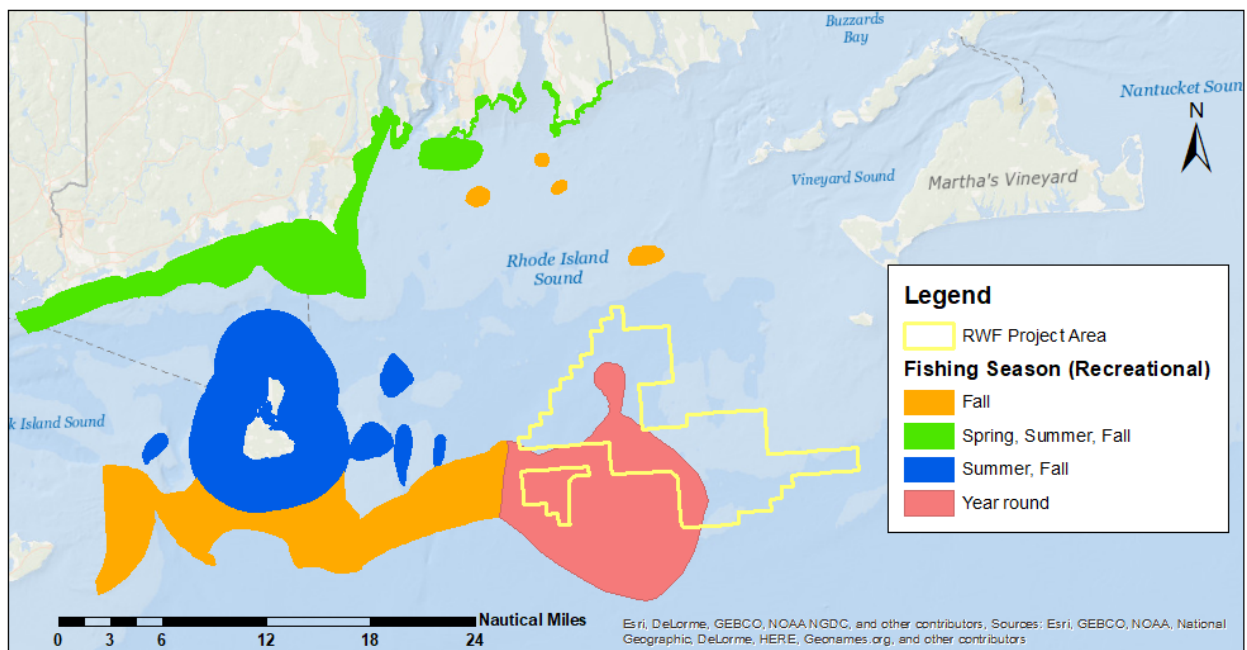 Buzzards
Bay
Nantucket Soun
N
Vineyard Sound
Martha's Vineyard
Rhode Island
Sound
k Island Sound
Legend
RWF Project Area
Fishing Season (Recreational)
Fall
Spring, Summer, Fall
Summer, Fall
Year round
Nautical Miles
0 3 6 12 18 24
Esri, DeLorme, GEBCO, NOAA NGDC, and other contributors, Sources: Esri, GEBCO, NOAA, National
Geographic, DeLorme, HERE, Geonames.org, and other contributors